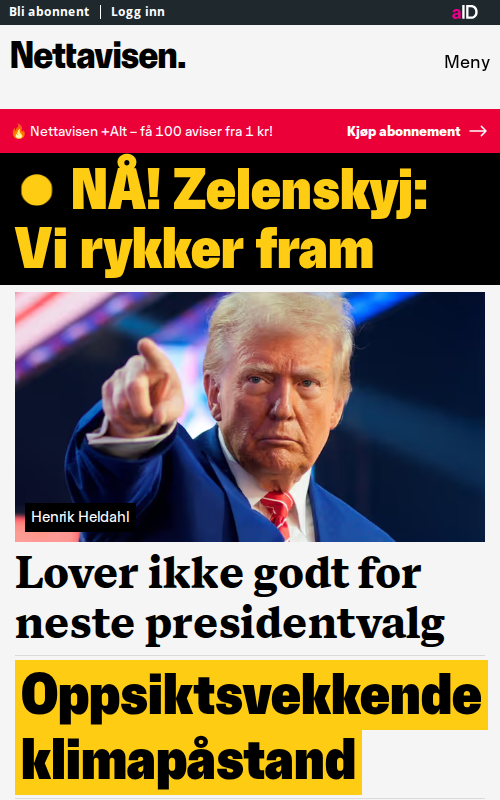 Bli abonnent | Logg inn
aID
Nettavisen.
Meny
🔥 Nettavisen +Alt – få 100 aviser fra 1 kr!
Kjøp abonnement →
NÅ! Zelenskyj:
Vi rykker fram
Henrik Heldahl
Lover ikke godt for
neste presidentvalg
Oppsiktsvekkende
klimapåstand